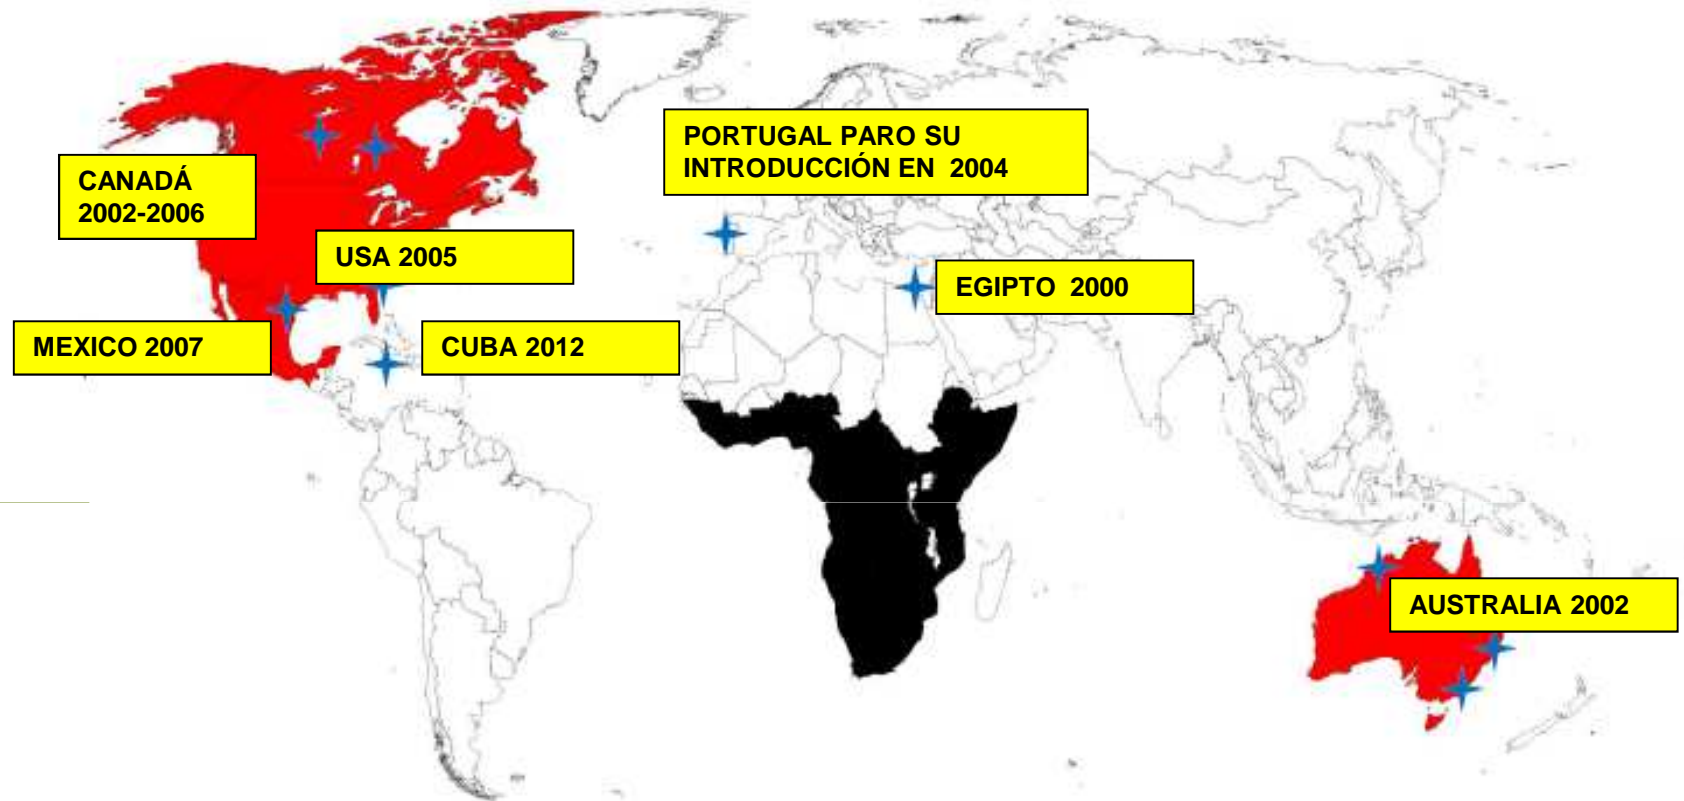 PORTUGAL PARO SU
INTRODUCCIÓN EN  2004
CANADÁ
2002-2006
USA 2005
EGIPTO  2000
MEXICO 2007
CUBA 2012
AUSTRALIA 2002